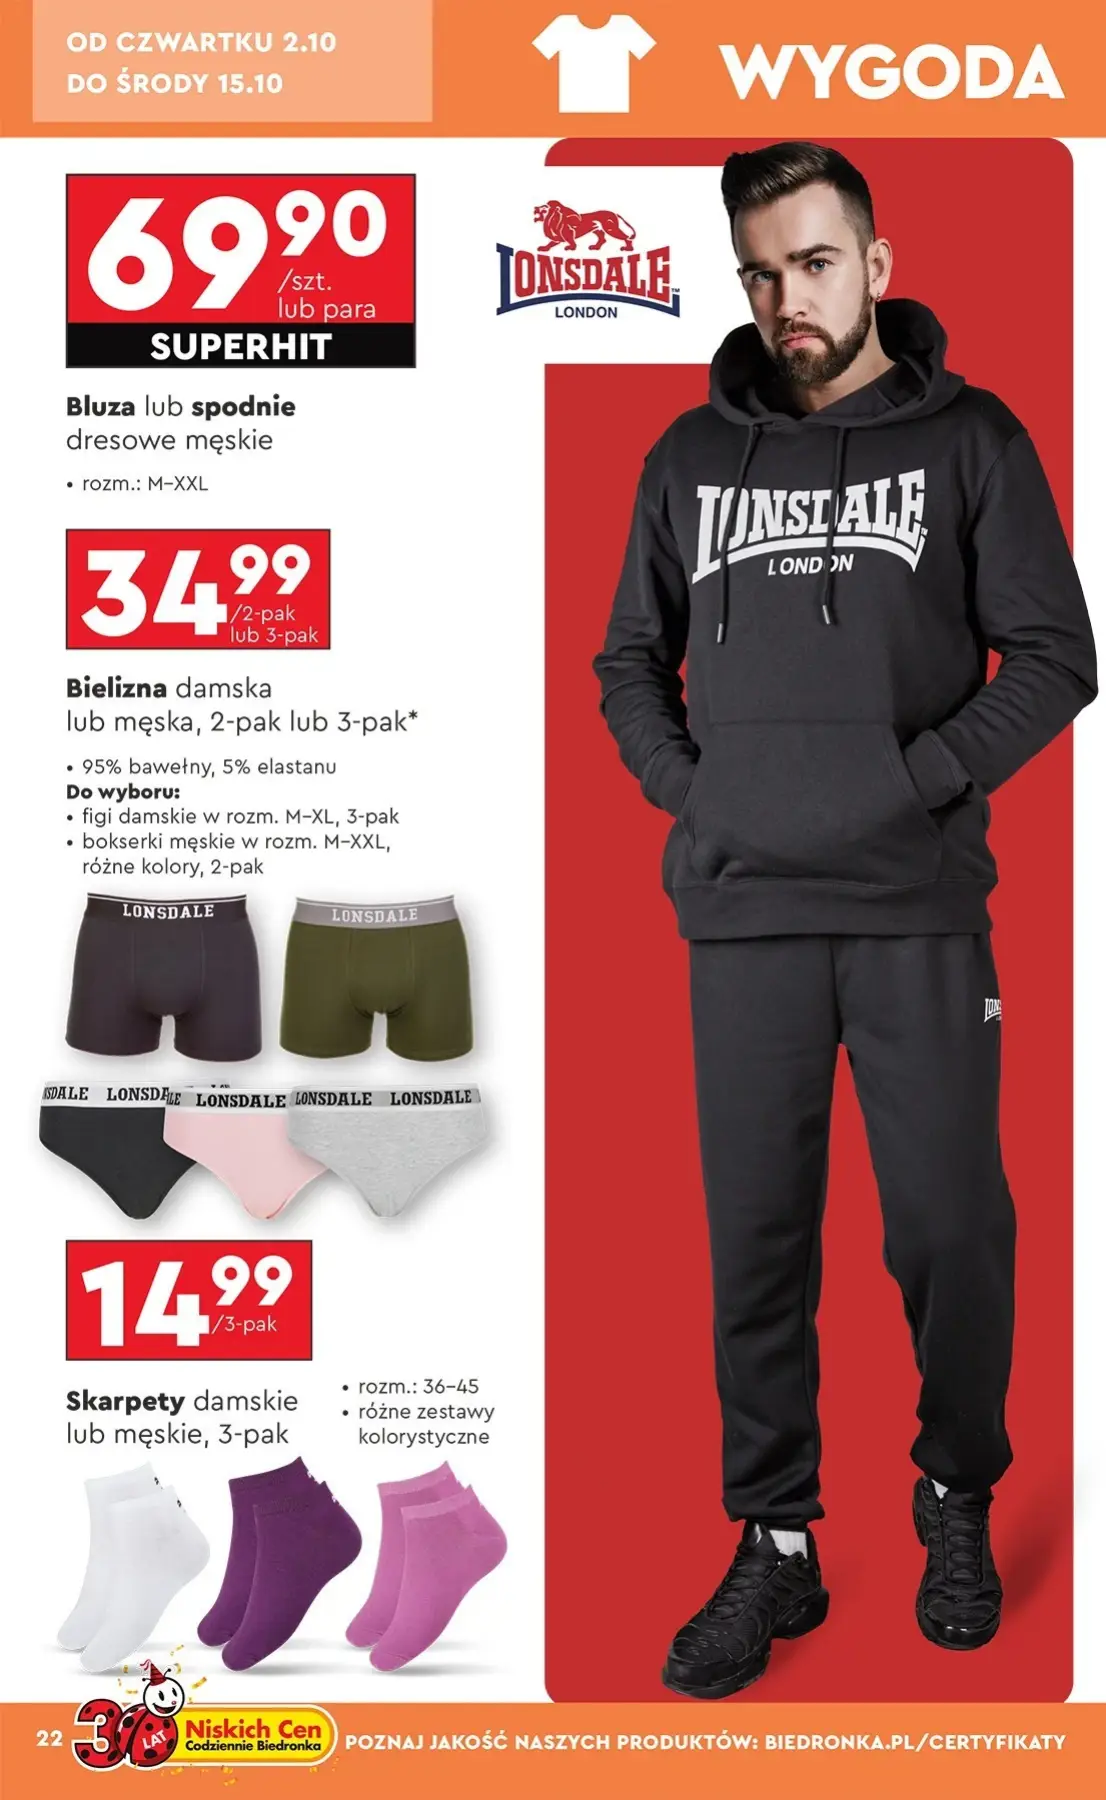 OD CZWARTKU 2.10
DO ŚRODY 15.10
WYGODA
69 90
/szt.
lub para
SUPERHIT
LONSDALE™
LONDON
Bluza lub spodnie
dresowe męskie
• rozm.: M–XXL
LONSDALE
LONDON
34 99
/2-pak
lub 3-pak
Bielizna damska
lub męska, 2-pak lub 3-pak*
• 95% bawełny, 5% elastanu
Do wyboru:
• figi damskie w rozm. M–XL, 3-pak
• bokserki męskie w rozm. M–XXL,
różne kolory, 2-pak
LONSDALE
LONSDALE
LONS
NSDALE LONSDA LE LONSDALE LONSDALE LONSDALE
14 99
/3-pak
Skarpety damskie
lub męskie, 3-pak
• rozm.: 36–45
• różne zestawy
kolorystyczne
22
30 LAT
Niskich Cen
Codziennie Biedronka
POZNAJ JAKOŚĆ NASZYCH PRODUKTÓW: BIEDRONKA.PL/CERTYFIKATY